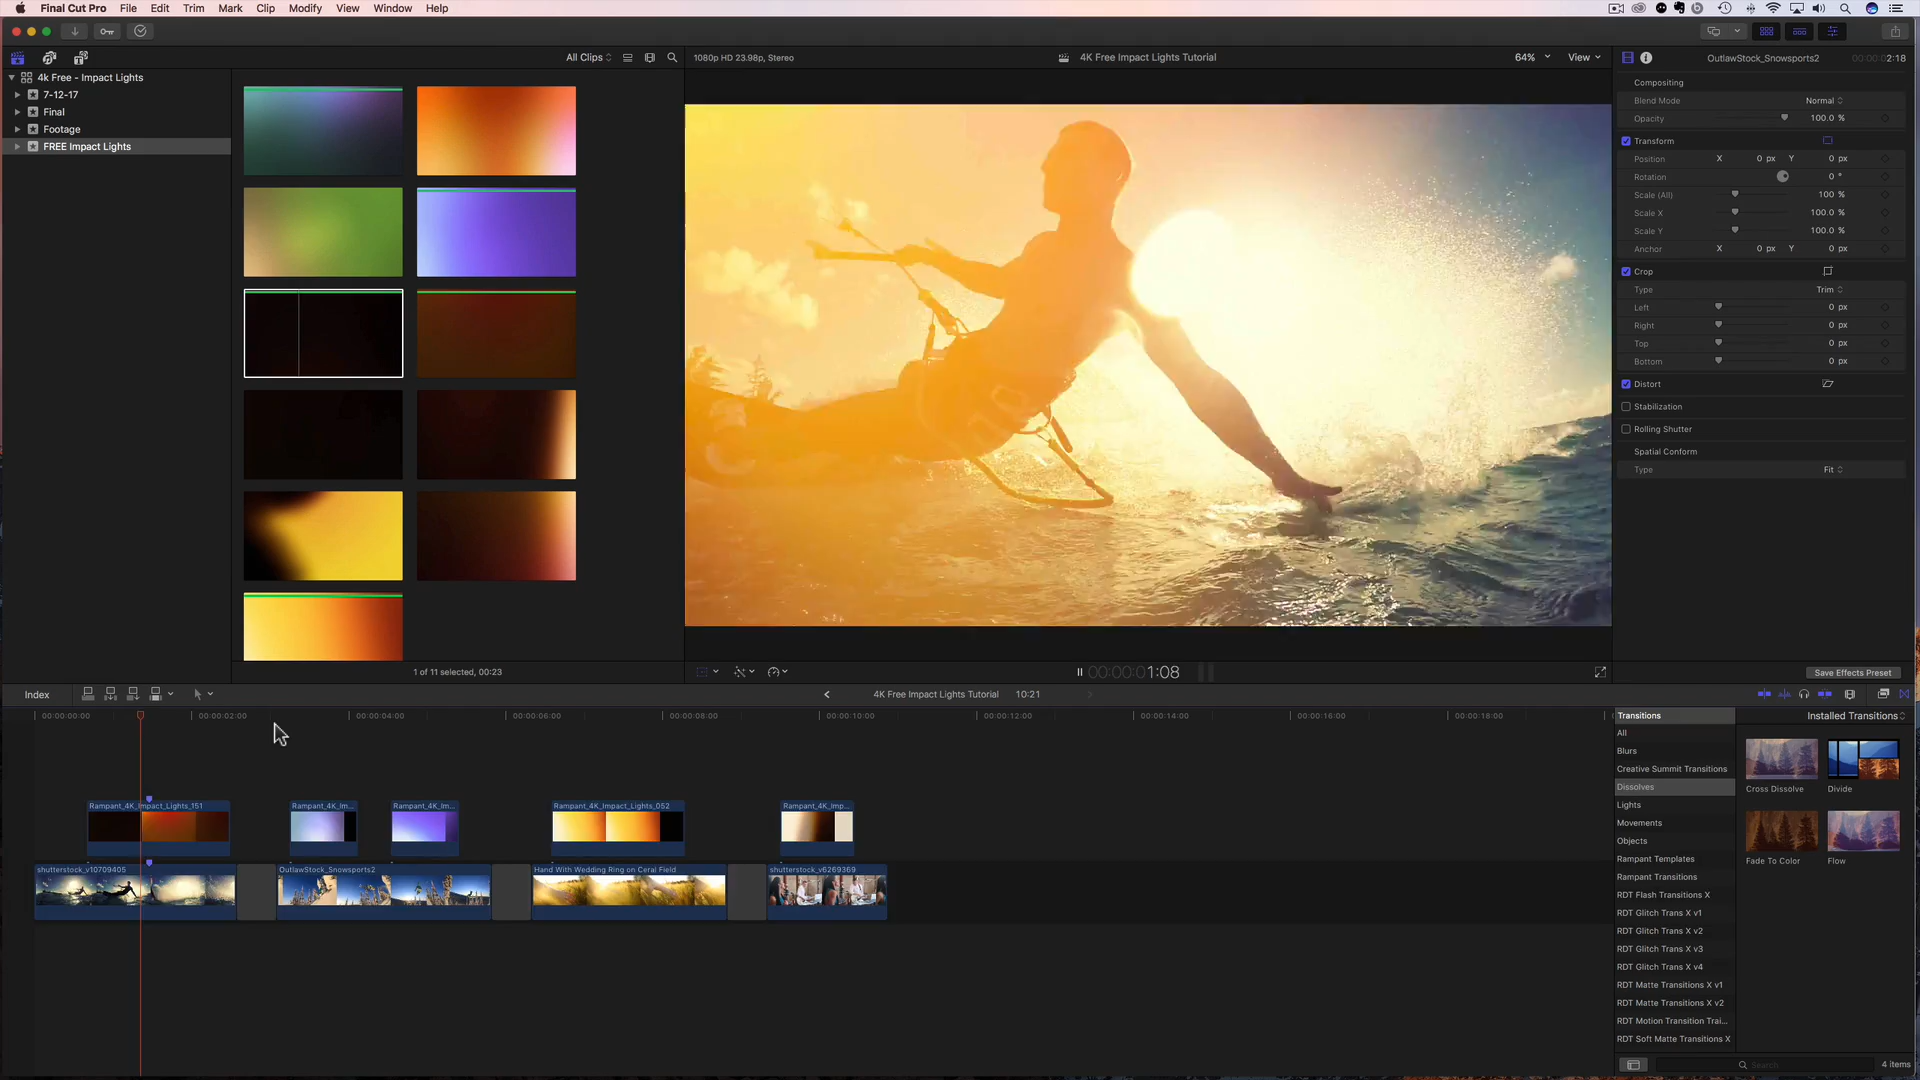 Final Cut Pro File Edit Trim Mark Clip Modify View Window Help
All Clips
1080p HD 23.98p, Stereo
4K Free Impact Lights Tutorial
64%
View
OutlawStock_Snowsports2
00:00:02:18
4k Free - Impact Lights
7-12-17
Final
Footage
FREE Impact Lights
Compositing
Blend Mode Normal
Opacity 100.0 %
Transform
Position X 0 px Y 0 px
Rotation 0 °
Scale (All) 100 %
Scale X 100.0 %
Scale Y 100.0 %
Anchor X 0 px Y 0 px
Crop
Type Trim
Left 0 px
Right 0 px
Top 0 px
Bottom 0 px
Distort
Stabilization
Rolling Shutter
Spatial Conform
Type Fit
1 of 11 selected, 00:23
00:00:01:08
Save Effects Preset
Index
4K Free Impact Lights Tutorial 10:21
00:00:00:00 00:00:02:00 00:00:04:00 00:00:06:00 00:00:08:00 00:00:10:00 00:00:12:00 00:00:14:00 00:00:16:00 00:00:18:00
Rampant_4K_Impact_Lights_151
Rampant_4K_Im...
Rampant_4K_Im...
Rampant_4K_Impact_Lights_052
Rampant_4K_Imp...
shutterstock_v10709405
OutlawStock_Snowsports2
Hand With Wedding Ring on Ceral Field
shutterstock_v6269369
Transitions
Installed Transitions
All
Blurs
Creative Summit Transitions
Dissolves
Lights
Movements
Objects
Rampant Templates
Rampant Transitions
RDT Flash Transitions X
RDT Glitch Trans X v1
RDT Glitch Trans X v2
RDT Glitch Trans X v3
RDT Glitch Trans X v4
RDT Matte Transitions X v1
RDT Matte Transitions X v2
RDT Motion Transition Trai...
RDT Soft Matte Transitions X
Cross Dissolve
Divide
Fade To Color
Flow
Search
4 items